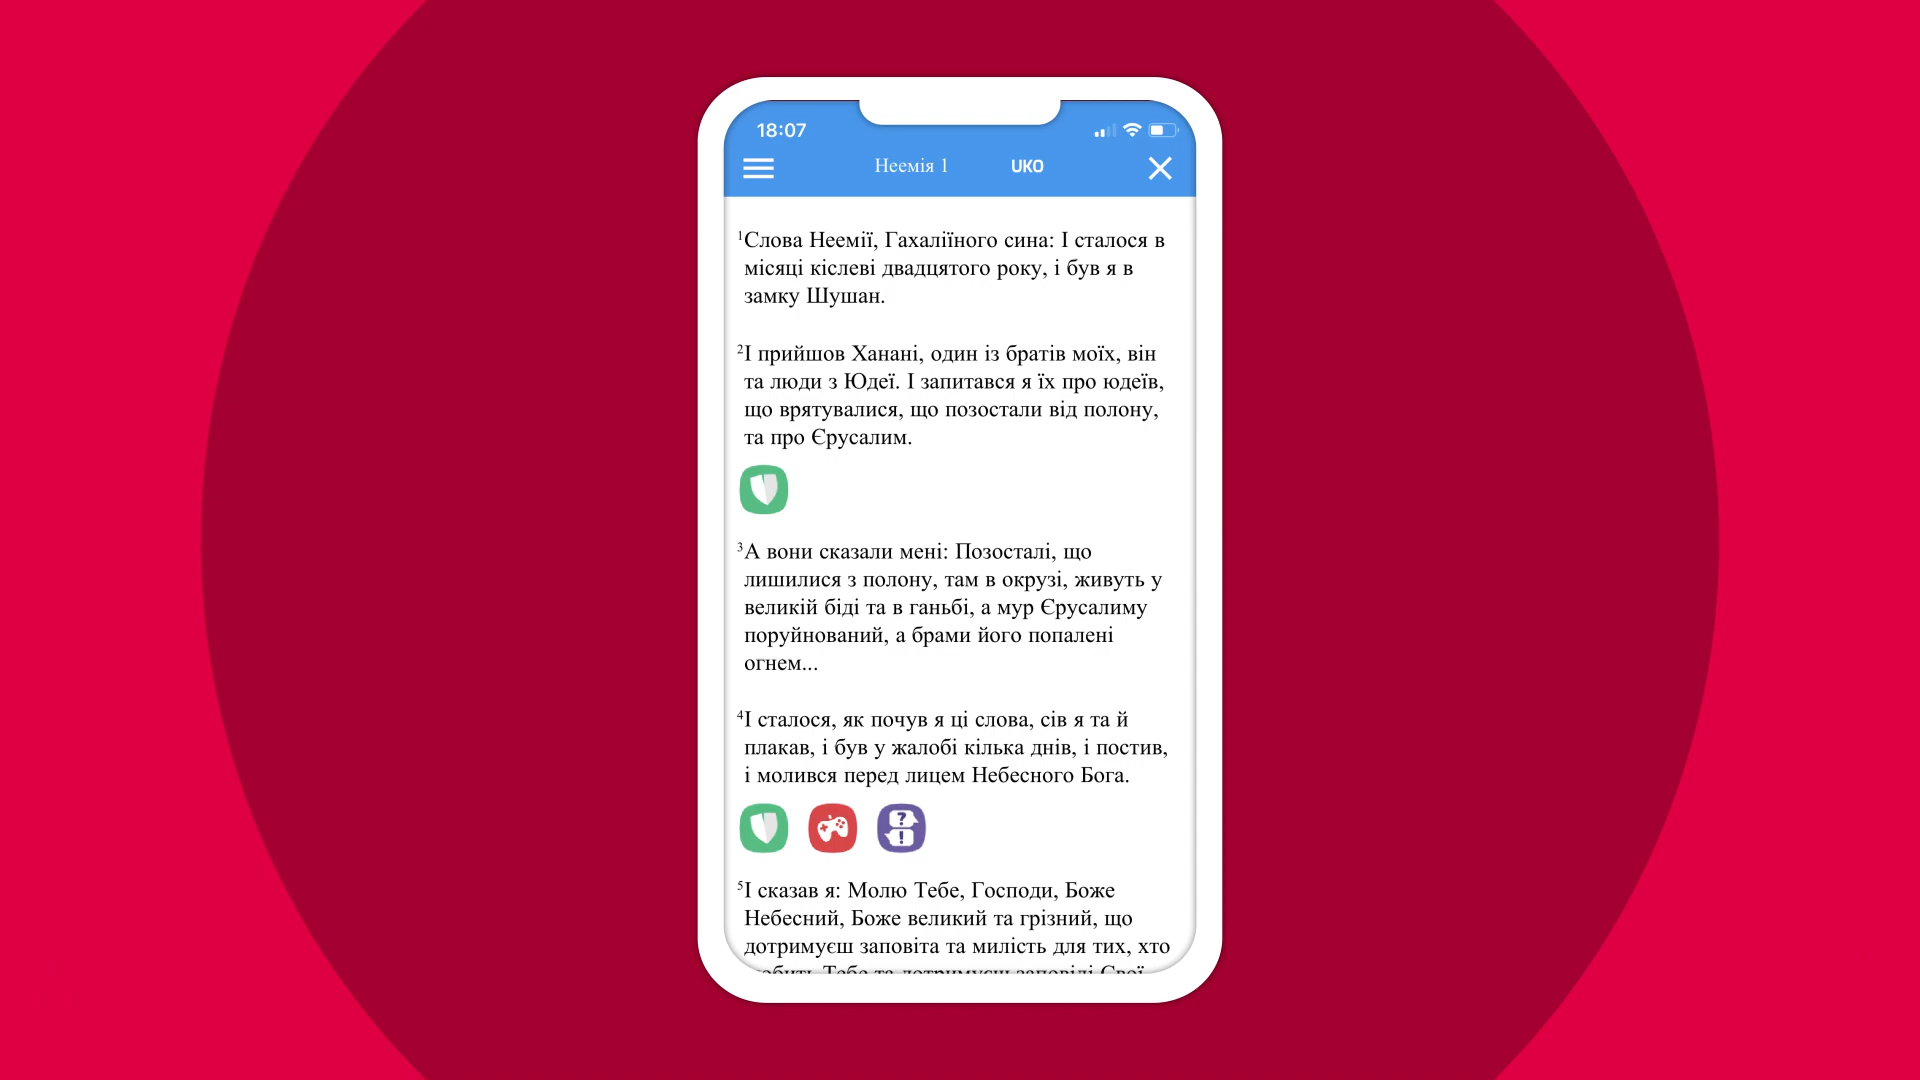 18:07
Неемія 1 UKO
1Слова Неемії, Гахаліїного сина: І сталося в
місяці кіслеві двадцятого року, і був я в
замку Шушан.
2І прийшов Ханані, один із братів моїх, він
та люди з Юдеї. І запитався я їх про юдеїв,
що врятувалися, що позостали від полону,
та про Єрусалим.
3А вони сказали мені: Позосталі, що
лишилися з полону, там в окрузі, живуть у
великій біді та в ганьбі, а мур Єрусалиму
поруйнований, а брами його попалені
огнем...
4І сталося, як почув я ці слова, сів я та й
плакав, і був у жалобі кілька днів, і постив,
і молився перед лицем Небесного Бога.
? !
5І сказав я: Молю Тебе, Господи, Боже
Небесний, Боже великий та грізний, що
дотримуєш заповіта та милість для тих, хто
Тебе та дотримуєш заповіді Свої